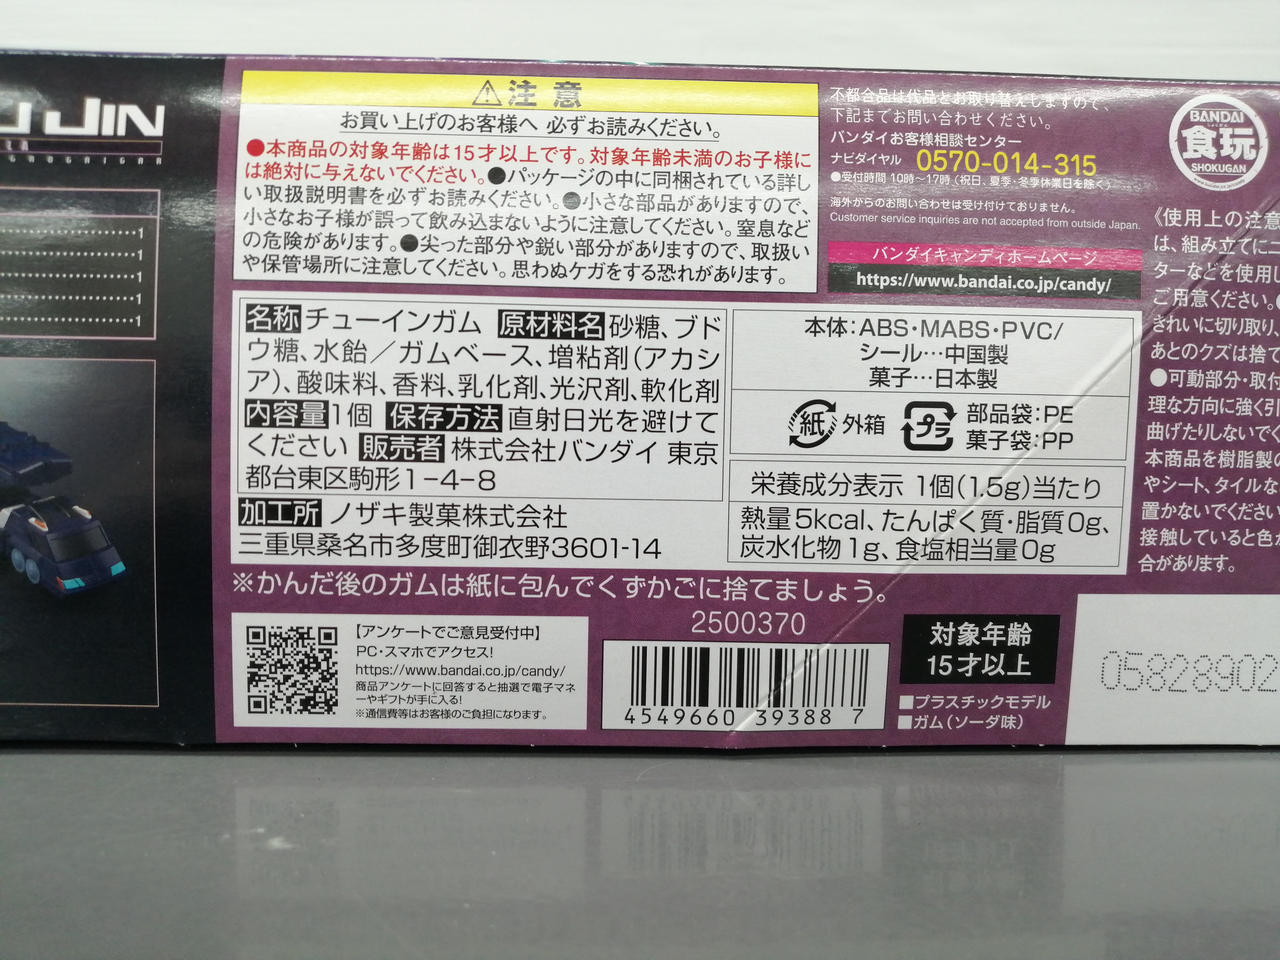 JIN
1
1
1
1
1
⚠注意
お買い上げのお客様へ 必ずお読みください。
●本商品の対象年齢は15才以上です。対象年齢未満のお子様に
は絶対に与えないでください。●パッケージの中に同梱されている詳し
い取扱説明書を必ずお読みください。●小さな部品がありますので、
小さなお子様が誤って飲み込まないように注意してください。窒息など
の危険があります。●尖った部分や鋭い部分がありますので、取扱い
や保管場所に注意してください。思わぬケガをする恐れがあります。
名称 チューインガム 原材料名 砂糖、ブド
ウ糖、水飴／ガムベース、増粘剤(アカシ
ア)、酸味料、香料、乳化剤、光沢剤、軟化剤
内容量 1個 保存方法 直射日光を避けて
ください 販売者 株式会社バンダイ 東京
都台東区駒形1-4-8
加工所 ノザキ製菓株式会社
三重県桑名市多度町御衣野3601-14
※かんだ後のガムは紙に包んでくずかごに捨てましょう。
【アンケートでご意見受付中】
PC・スマホでアクセス!
https://www.bandai.co.jp/candy/
商品アンケートに回答すると抽選で電子マネ
ーやギフトが手に入る!
※通信費等はお客様のご負担になります。
不都合品は代品とお取り替えしますので、
下記までお問い合わせください。
バンダイお客様相談センター
ナビダイヤル 0570-014-315
●受付時間 10時〜17時(祝日、夏季・冬季休業日を除く)
海外からのお問い合わせは受け付けておりません。
Customer service inquiries are not accepted from outside Japan.
バンダイキャンディホームページ
https://www.bandai.co.jp/candy/
本体：ABS・MABS・PVC/
シール…中国製
菓子…日本製
紙 外箱 プラ 部品袋：PE
菓子袋：PP
栄養成分表示 1個(1.5g)当たり
熱量5kcal、たんぱく質・脂質0g、
炭水化物1g、食塩相当量0g
2500370
4549660 393887
対象年齢
15才以上
■プラスチックモデル
■ガム(ソーダ味)
BANDAI
食玩
SHOKUGAN
《使用上の注意
は、組み立てにニ
ターなどを使用し
ご用意ください。
きれいに切り取り、
あとのクズは捨て
●可動部分・取付
理な方向に強く引
曲げたりしないでく
本商品を樹脂製の
やシート、タイルな
置かないでください
接触していると色が
合があります。
05828902